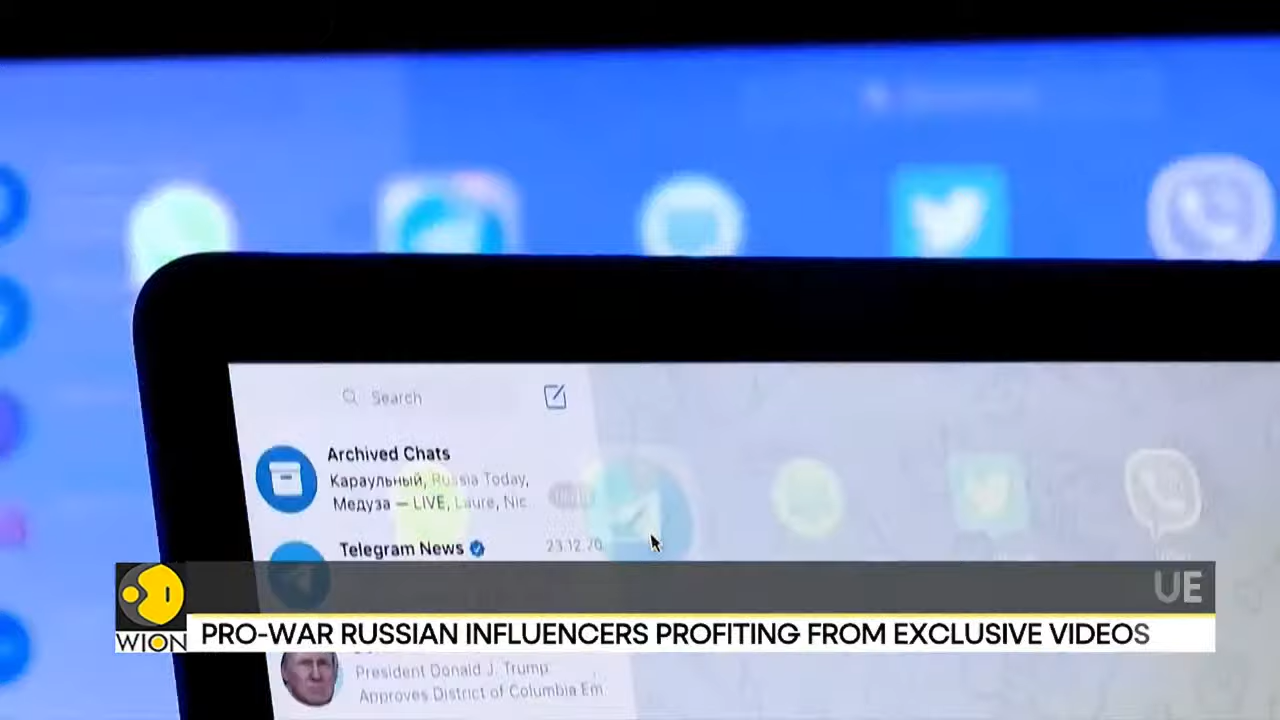 Search
Archived Chats
Караульный, Russia Today,
Медуза — LIVE, Laure, Nic
Telegram News
23.12.20
UE
WION
PRO-WAR RUSSIAN INFLUENCERS PROFITING FROM EXCLUSIVE VIDEOS
President Donald J. Trump
Approves District of Columbia Em